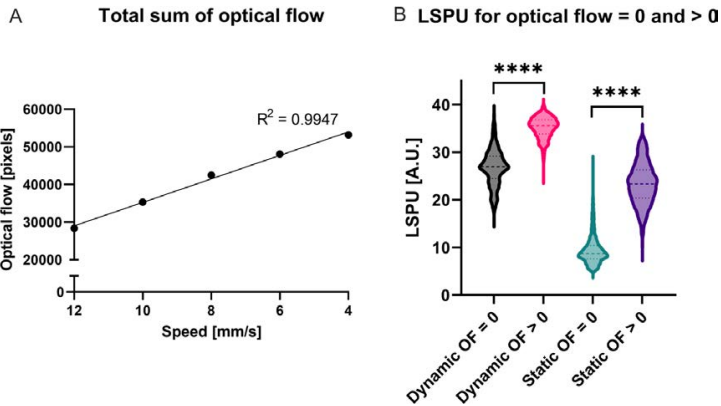 A
Total sum of optical flow
Optical flow [pixels]
60000
50000
40000
30000
20000
0
R² = 0.9947
12
10
8
6
4
Speed [mm/s]
B
LSPU for optical flow = 0 and > 0
LSPU [A.U.]
40
30
20
10
0
****
****
Dynamic OF = 0
Dynamic OF > 0
Static OF = 0
Static OF > 0